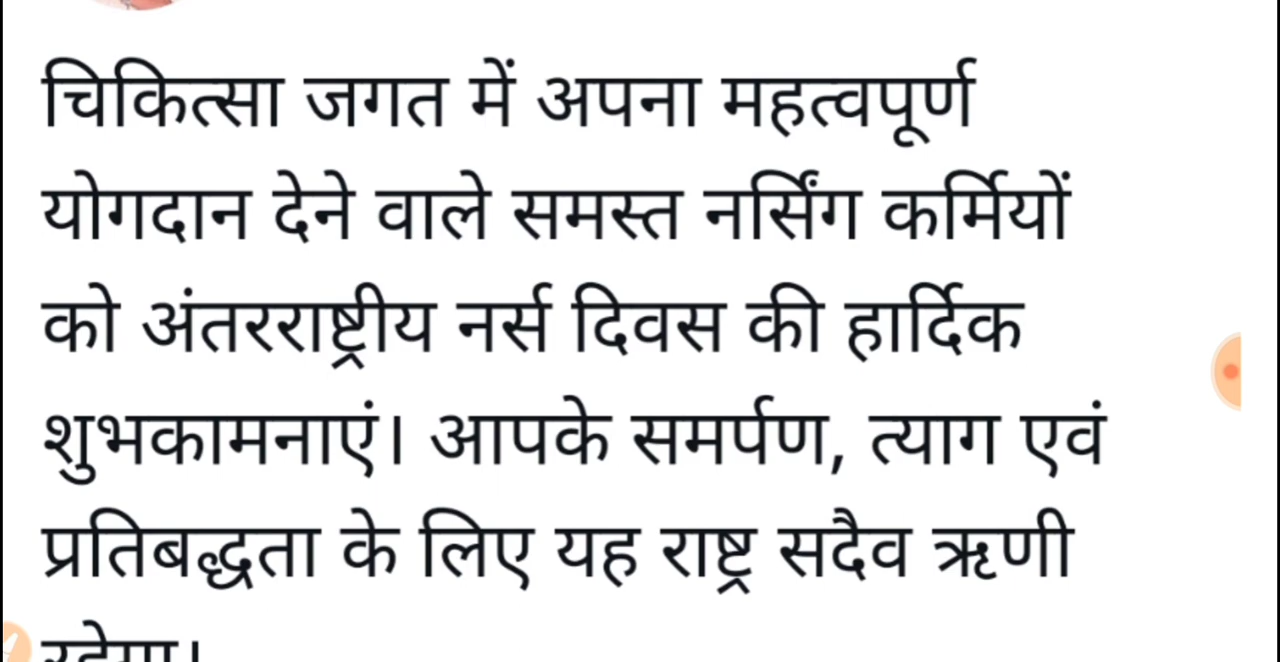 चिकित्सा जगत में अपना महत्वपूर्ण
योगदान देने वाले समस्त नर्सिंग कर्मियों
को अंतरराष्ट्रीय नर्स दिवस की हार्दिक
शुभकामनाएं। आपके समर्पण, त्याग एवं
प्रतिबद्धता के लिए यह राष्ट्र सदैव ऋणी
रहेगा।